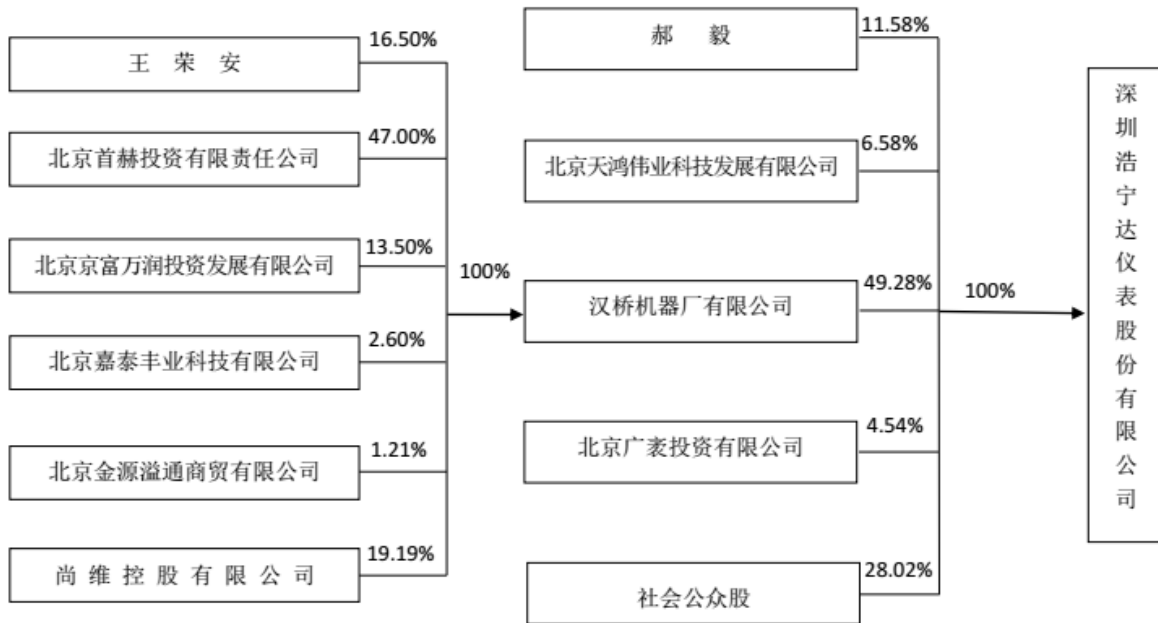 王荣安
16.50%
北京首赫投资有限责任公司
47.00%
北京京富万润投资发展有限公司
13.50%
北京嘉泰丰业科技有限公司
2.60%
北京金源溢通商贸有限公司
1.21%
尚维控股有限公司
19.19%
100%
郝毅
11.58%
北京天鸿伟业科技发展有限公司
6.58%
汉桥机器厂有限公司
49.28%
北京广袤投资有限公司
4.54%
社会公众股
28.02%
100%
深圳浩宁达仪表股份有限公司